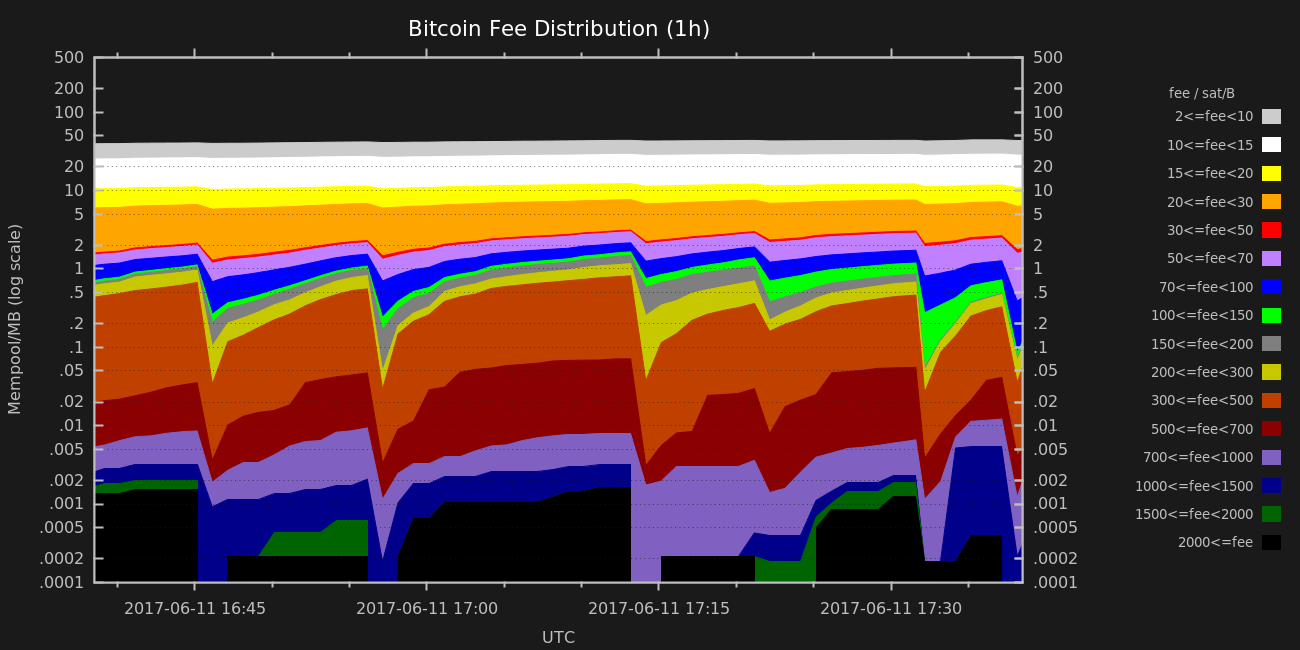 Bitcoin Fee Distribution (1h)
500 500
200 200
100 100
50 50
20 20
10 10
5 5
2 2
1 1
.5 .5
.2 .2
.1 .1
.05 .05
.02 .02
.01 .01
.005 .005
.002 .002
.001 .001
.0005 .0005
.0002 .0002
.0001 .0001
Mempool/MB (log scale)
2017-06-11 16:45 2017-06-11 17:00 2017-06-11 17:15 2017-06-11 17:30
UTC
fee / sat/B
2<=fee<10
10<=fee<15
15<=fee<20
20<=fee<30
30<=fee<50
50<=fee<70
70<=fee<100
100<=fee<150
150<=fee<200
200<=fee<300
300<=fee<500
500<=fee<700
700<=fee<1000
1000<=fee<1500
1500<=fee<2000
2000<=fee